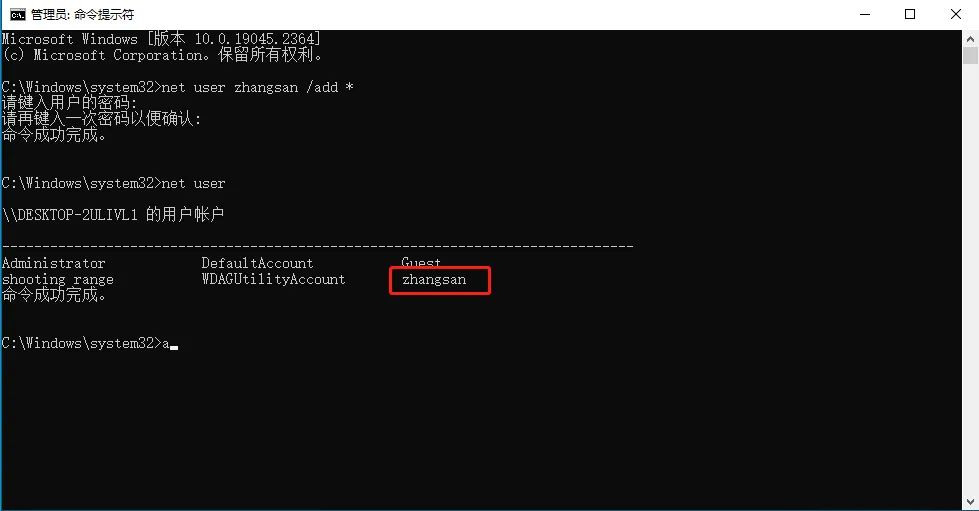 管理员: 命令提示符
Microsoft Windows [版本 10.0.19045.2364]
(c) Microsoft Corporation。保留所有权利。
C:\Windows\system32>net user zhangsan /add *
请键入用户的密码:
请再键入一次密码以便确认:
命令成功完成。
C:\Windows\system32>net user
\\DESKTOP-2ULIVL1 的用户帐户
-------------------------------------------------------------------------------
Administrator            DefaultAccount           Guest
shooting range           WDAGUtilityAccount       zhangsan
命令成功完成。
C:\Windows\system32>a